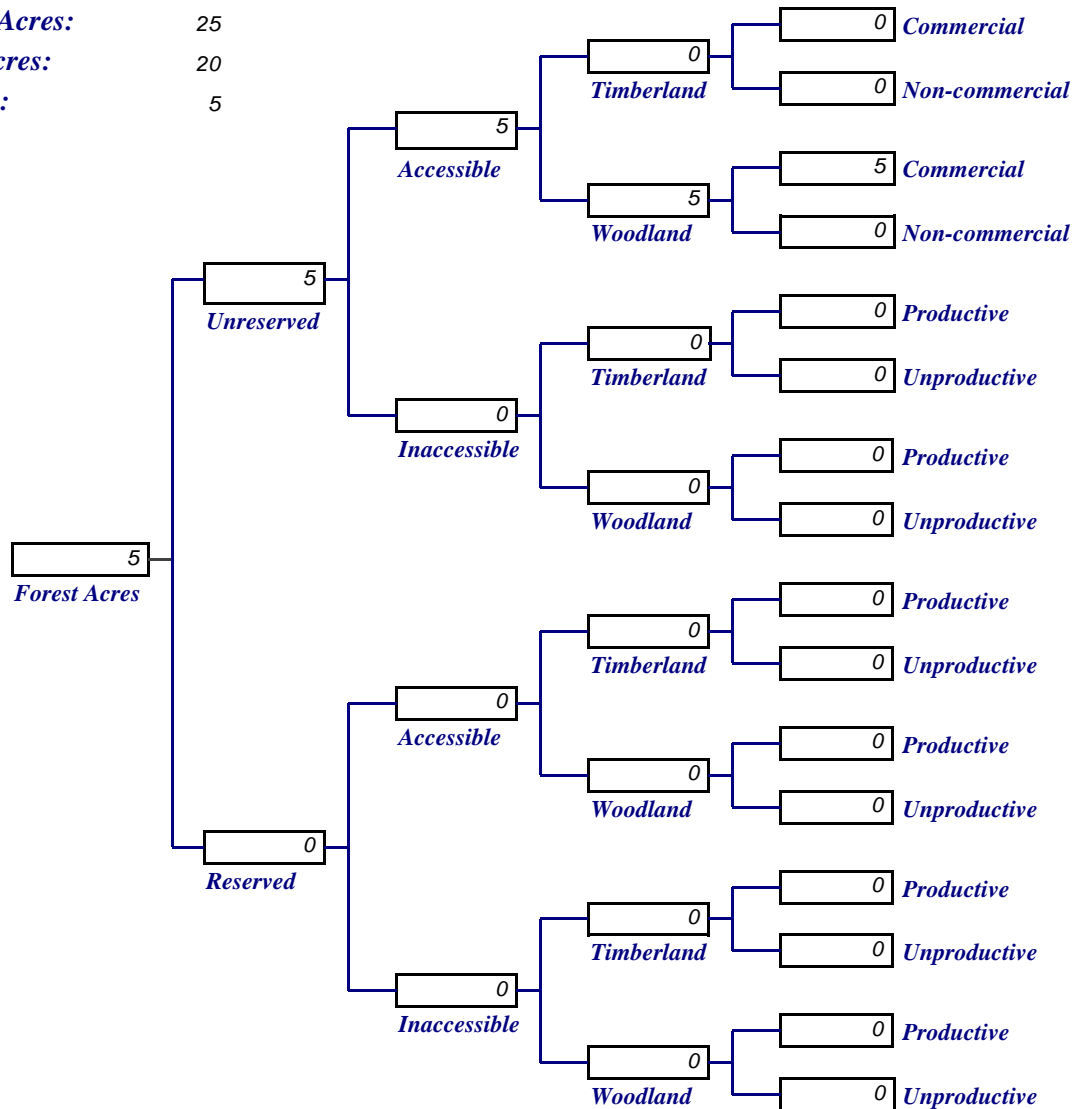 Acres: 25
cres: 20
: 5
0 Commercial
0
Timberland
0 Non-commercial
5
Accessible
5 Commercial
5
Woodland
0 Non-commercial
5
Unreserved
0 Productive
0
Timberland
0 Unproductive
0
Inaccessible
0 Productive
0
Woodland
0 Unproductive
5
Forest Acres
0 Productive
0
Timberland
0 Unproductive
0
Accessible
0 Productive
0
Woodland
0 Unproductive
0
Reserved
0 Productive
0
Timberland
0 Unproductive
0
Inaccessible
0 Productive
0
Woodland
0 Unproductive